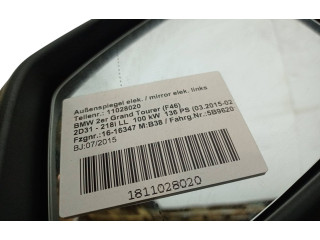 Außenspiegel elek. / mirror elek. links
Teilenr.: 11028020
BMW 2er Grand Tourer (F46)
2D31 - 218i LL 100 kW 136 PS (03.2015-02
Fzgnr.:16-16347 M:B38 / Fahrg.Nr.:5B9620
BJ:07/2015
1811028020